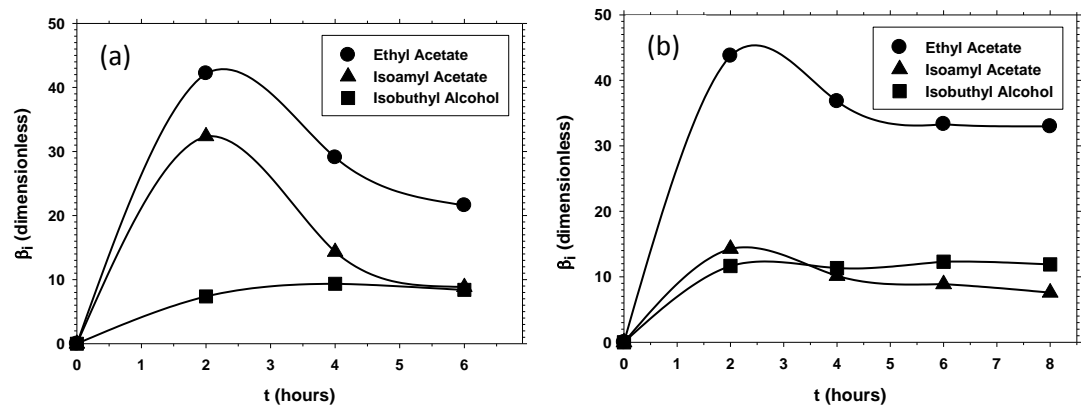 (a)
Ethyl Acetate
Isoamyl Acetate
Isobuthyl Alcohol
50
40
30
20
10
0
βi (dimensionless)
0 1 2 3 4 5 6
t (hours)
(b)
Ethyl Acetate
Isoamyl Acetate
Isobuthyl Alcohol
50
40
30
20
10
0
βi (dimensionless)
0 1 2 3 4 5 6 7 8
t (hours)